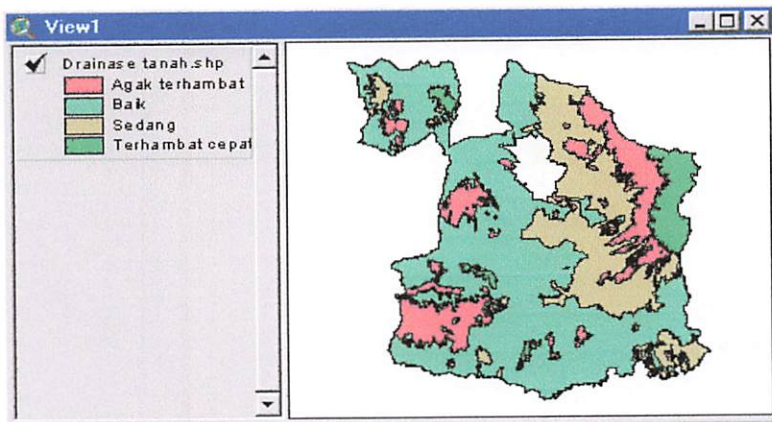 View1
Drainase tanah.shp
Agak terhambat
Baik
Sedang
Terhambat cepat